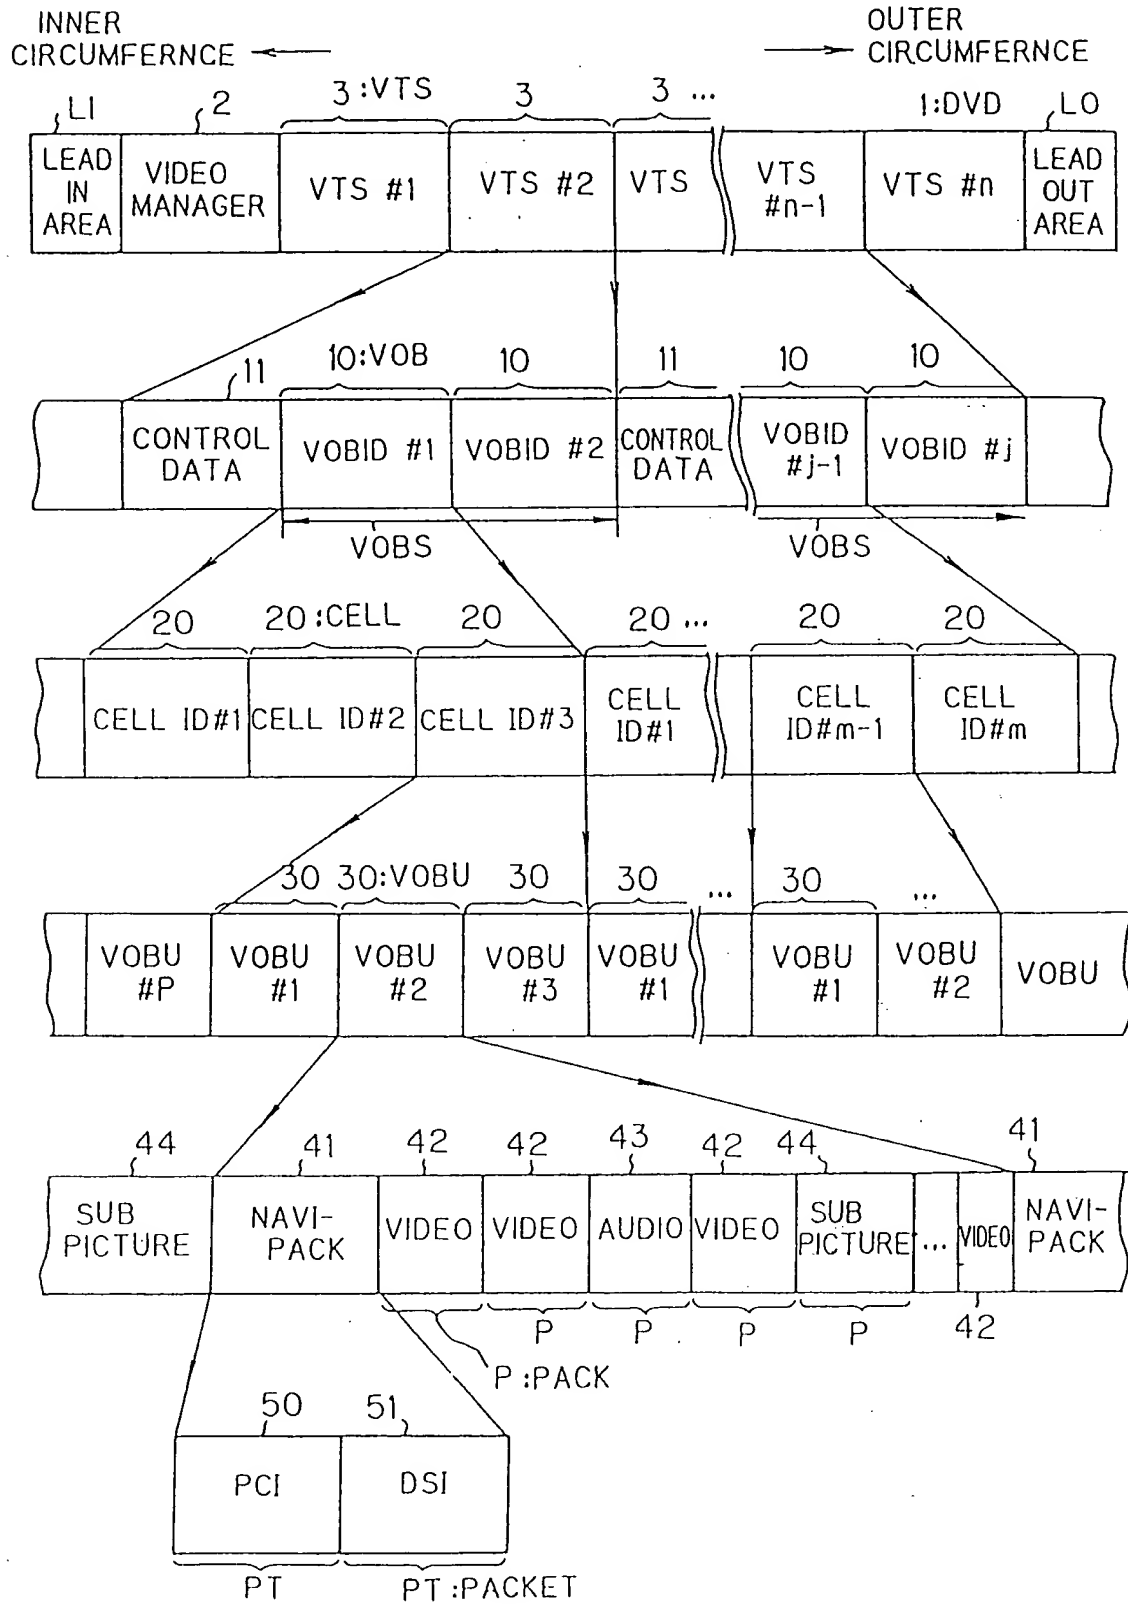 INNER
CIRCUMFERNCE
OUTER
CIRCUMFERNCE
3:VTS
3
3 ...
LI
2
1:DVD
LO
LEAD
IN
AREA
VIDEO
MANAGER
VTS #1
VTS #2
VTS
VTS
#n-1
VTS #n
LEAD
OUT
AREA
11
10:VOB
10
11
10
10
CONTROL
DATA
VOBID #1
VOBID #2
CONTROL
DATA
VOBID
#j-1
VOBID #j
VOBS
VOBS
20
20:CELL
20
20 ...
20
20
CELL ID#1
CELL ID#2
CELL ID#3
CELL
ID#1
CELL
ID#m-1
CELL
ID#m
30
30:VOBU
30
30
...
30
...
VOBU
#P
VOBU
#1
VOBU
#2
VOBU
#3
VOBU
#1
VOBU
#1
VOBU
#2
VOBU
44
41
42
42
43
42
44
41
SUB
PICTURE
NAVI-
PACK
VIDEO
VIDEO
AUDIO
VIDEO
SUB
PICTURE
...
VIDEO
NAVI-
PACK
P
P
P
P
42
P:PACK
50
51
PCI
DSI
PT
PT:PACKET